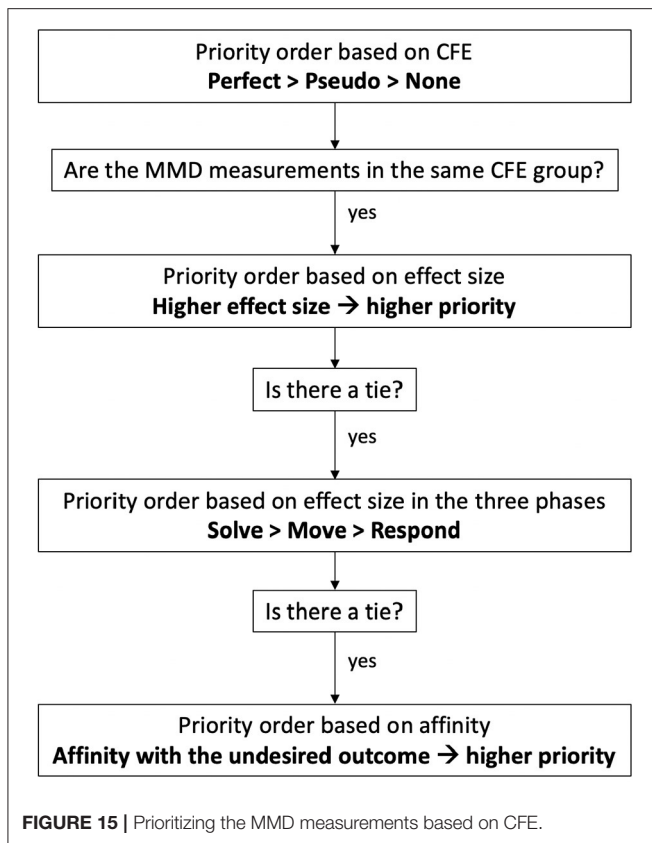 Priority order based on CFE
Perfect > Pseudo > None
Are the MMD measurements in the same CFE group?
yes
Priority order based on effect size
Higher effect size → higher priority
Is there a tie?
yes
Priority order based on effect size in the three phases
Solve > Move > Respond
Is there a tie?
yes
Priority order based on affinity
Affinity with the undesired outcome → higher priority
FIGURE 15 | Prioritizing the MMD measurements based on CFE.